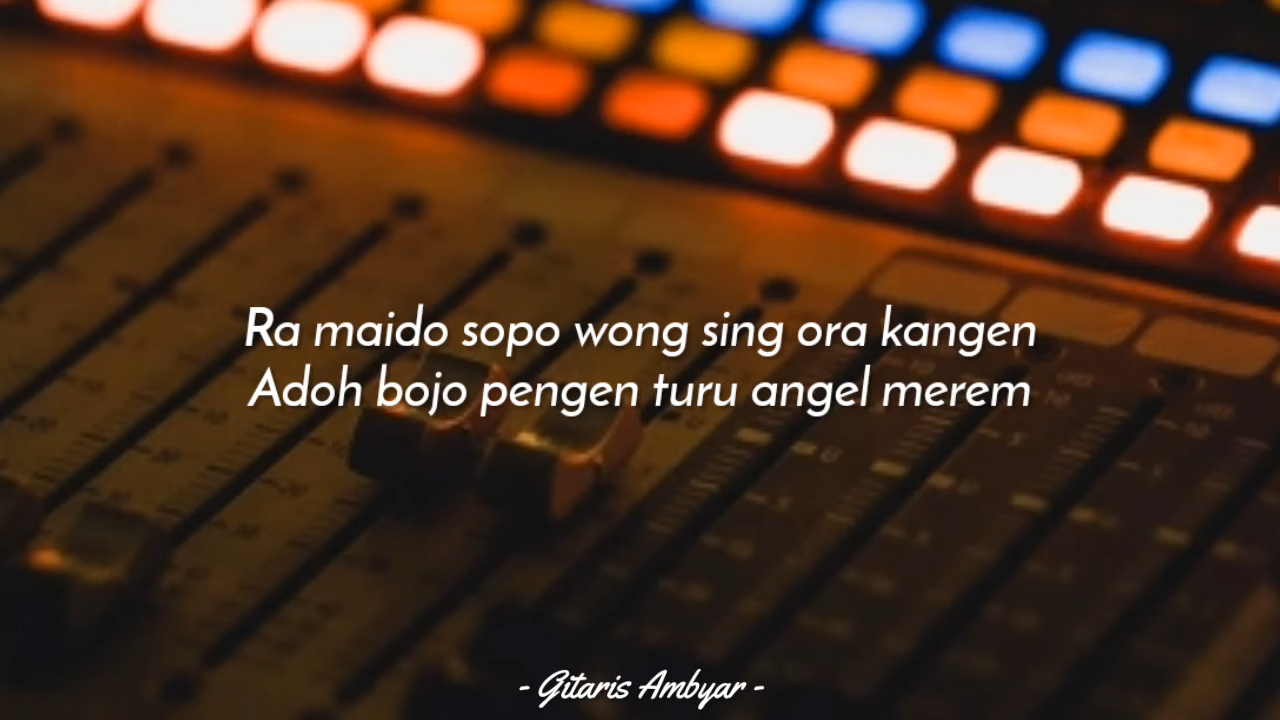 Ra maido sopo wong sing ora kangen
Adoh bojo pengen turu angel merem
- Gitaris Ambyar -